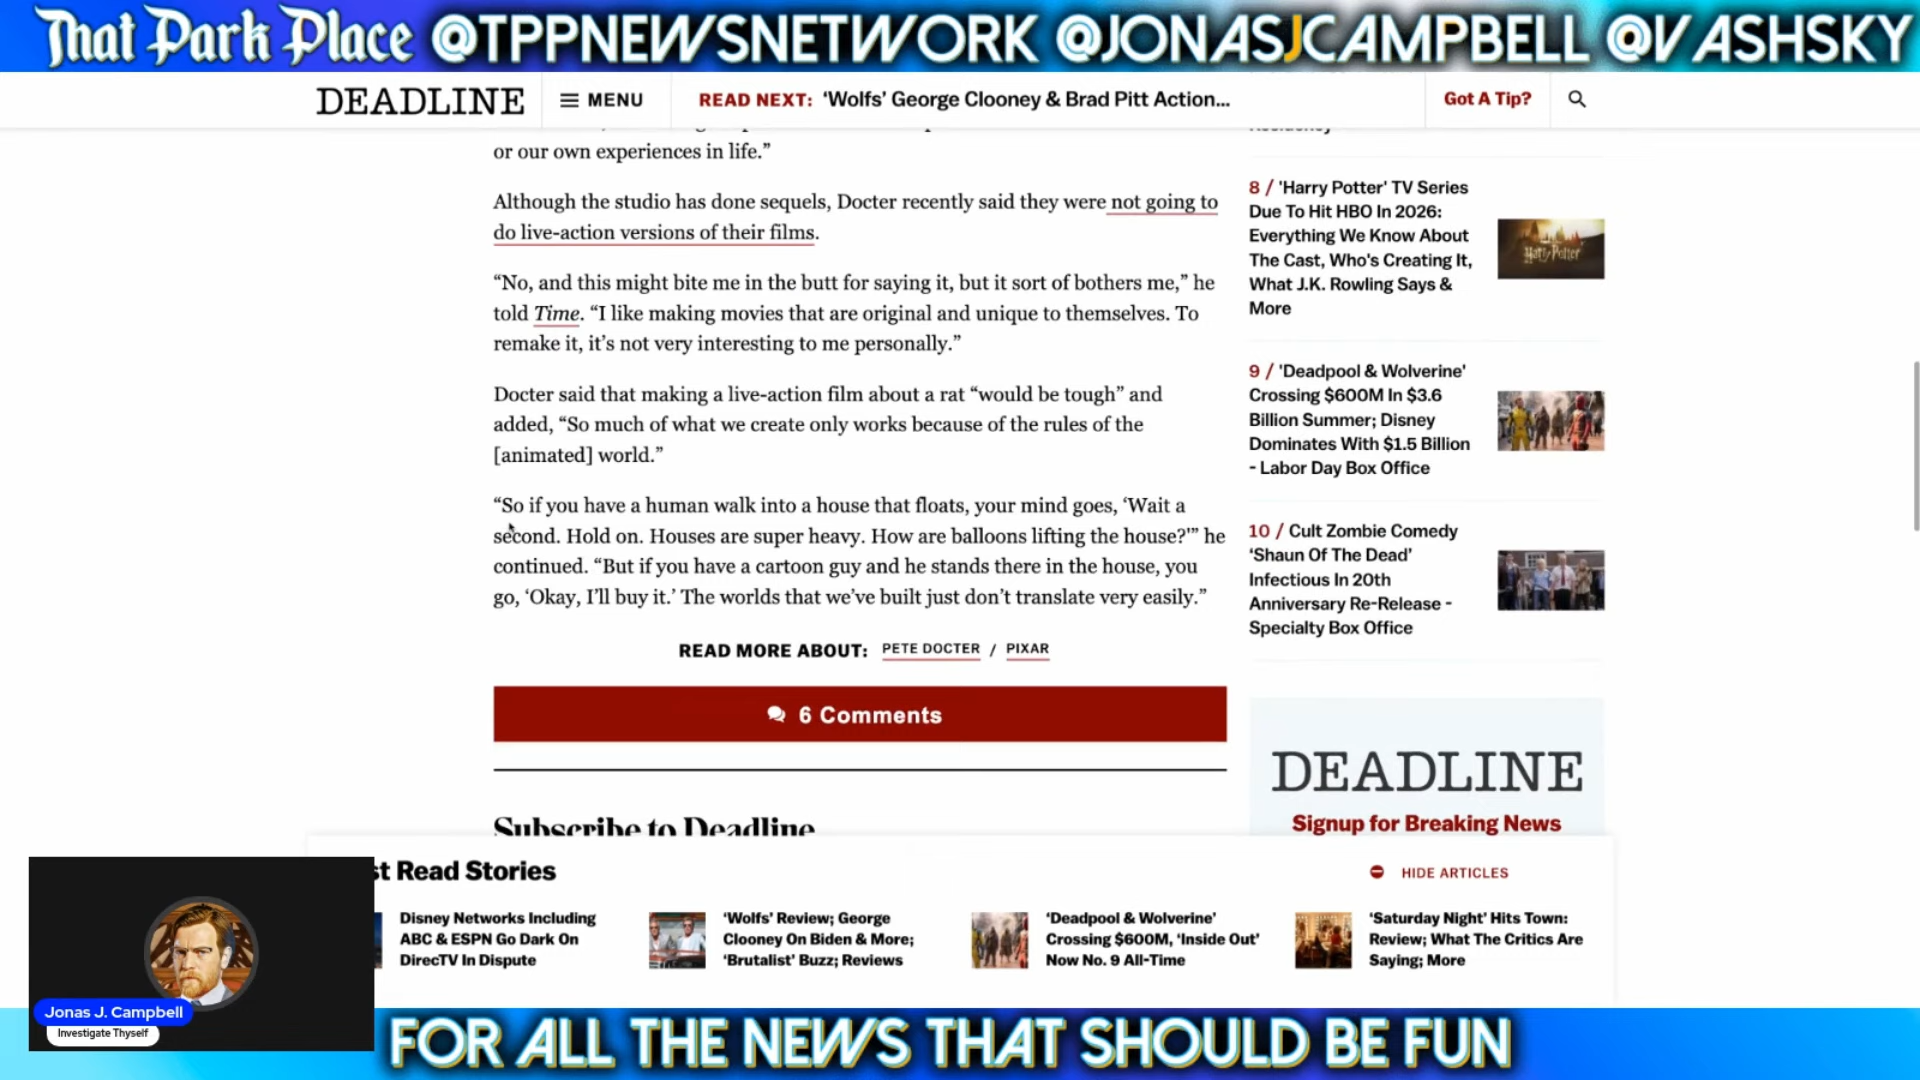 That Park Place @TPPNEWSNETWORK @JONASJCAMPBELL @VASHSKY
DEADLINE
MENU
READ NEXT: ‘Wolfs’ George Clooney & Brad Pitt Action...
Got A Tip?
or our own experiences in life.”
Although the studio has done sequels, Docter recently said they were not going to
do live-action versions of their films.
“No, and this might bite me in the butt for saying it, but it sort of bothers me,” he
told Time. “I like making movies that are original and unique to themselves. To
remake it, it’s not very interesting to me personally.”
Docter said that making a live-action film about a rat “would be tough” and
added, “So much of what we create only works because of the rules of the
[animated] world.”
“So if you have a human walk into a house that floats, your mind goes, ‘Wait a
second. Hold on. Houses are super heavy. How are balloons lifting the house?'” he
continued. “But if you have a cartoon guy and he stands there in the house, you
go, ‘Okay, I’ll buy it.’ The worlds that we’ve built just don’t translate very easily.”
READ MORE ABOUT: PETE DOCTER / PIXAR
6 Comments
Subscribe to Deadline
Residency
8 / 'Harry Potter' TV Series
Due To Hit HBO In 2026:
Everything We Know About
The Cast, Who's Creating It,
What J.K. Rowling Says &
More
Harry Potter
9 / 'Deadpool & Wolverine'
Crossing $600M In $3.6
Billion Summer; Disney
Dominates With $1.5 Billion
- Labor Day Box Office
10 / Cult Zombie Comedy
‘Shaun Of The Dead’
Infectious In 20th
Anniversary Re-Release -
Specialty Box Office
DEADLINE
Signup for Breaking News
st Read Stories
HIDE ARTICLES
Disney Networks Including
ABC & ESPN Go Dark On
DirecTV In Dispute
‘Wolfs’ Review; George
Clooney On Biden & More;
‘Brutalist’ Buzz; Reviews
‘Deadpool & Wolverine’
Crossing $600M, ‘Inside Out’
Now No. 9 All-Time
‘Saturday Night’ Hits Town:
Review; What The Critics Are
Saying; More
Jonas J. Campbell
Investigate Thyself
FOR ALL THE NEWS THAT SHOULD BE FUN